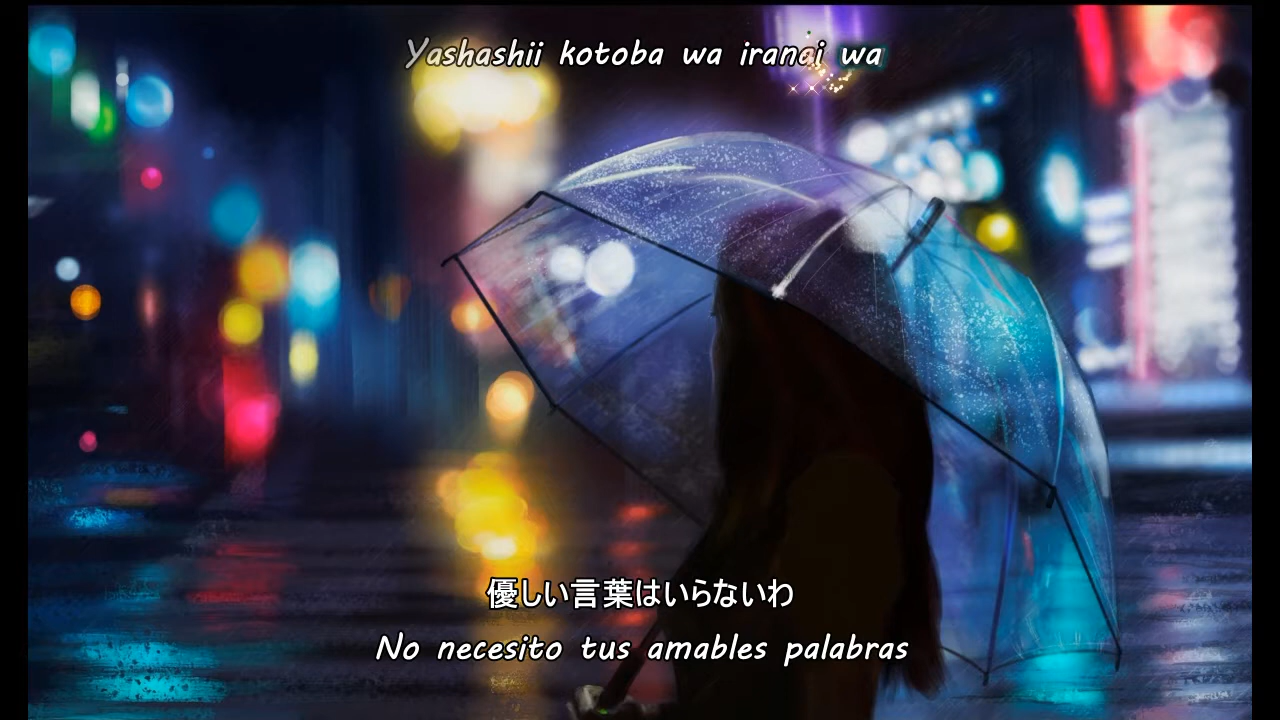 Yashashii kotoba wa iranai wa
優しい言葉はいらないわ
No necesito tus amables palabras